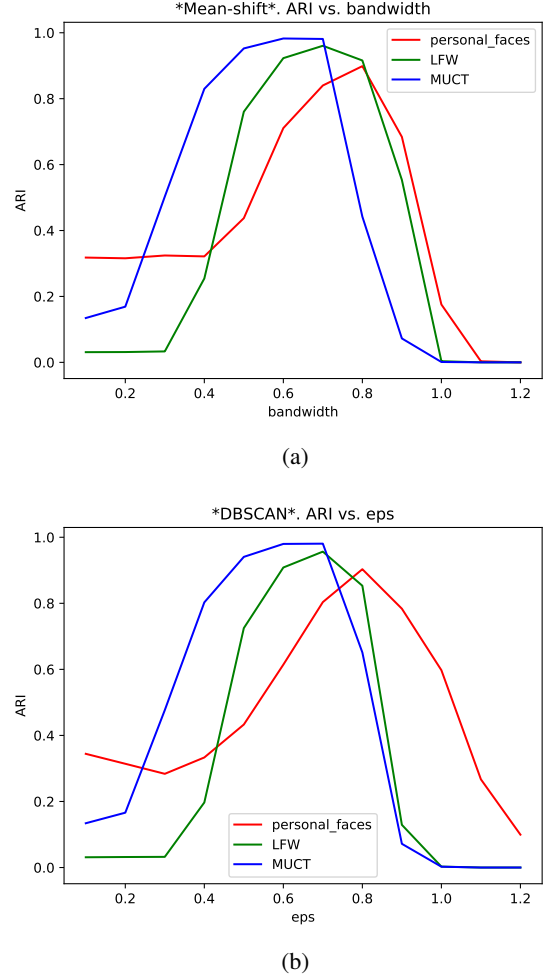 *Mean-shift*. ARI vs. bandwidth
1.0
0.8
0.6
0.4
0.2
0.0
ARI
personal_faces
LFW
MUCT
0.2 0.4 0.6 0.8 1.0 1.2
bandwidth
(a)
*DBSCAN*. ARI vs. eps
1.0
0.8
0.6
0.4
0.2
0.0
ARI
personal_faces
LFW
MUCT
0.2 0.4 0.6 0.8 1.0 1.2
eps
(b)